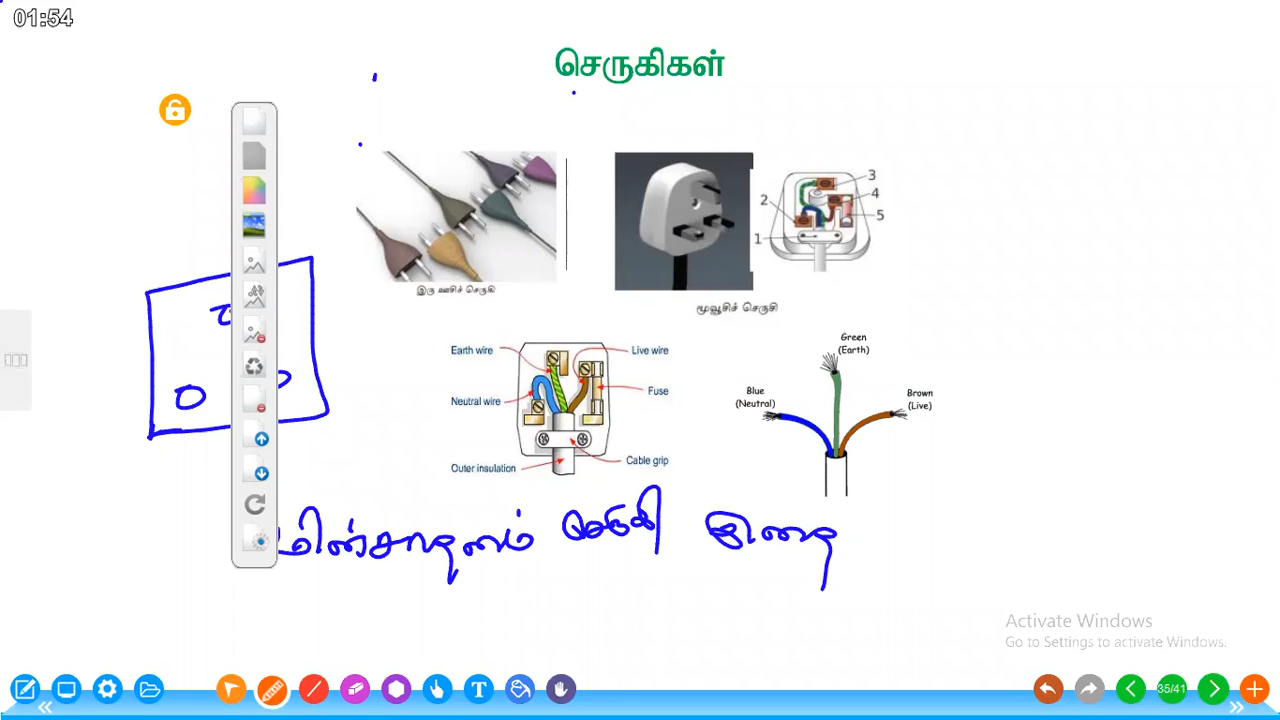 01:54
செருகிகள்
இரு ஊசிச் செருகி
1
2
3
4
5
மூவூசிச் செருகி
Earth wire
Live wire
Neutral wire
Fuse
Outer insulation
Cable grip
Green
(Earth)
Blue
(Neutral)
Brown
(Live)
மின்சாதனம் செருகி
Activate Windows
Go to Settings to activate Windows.
35/41